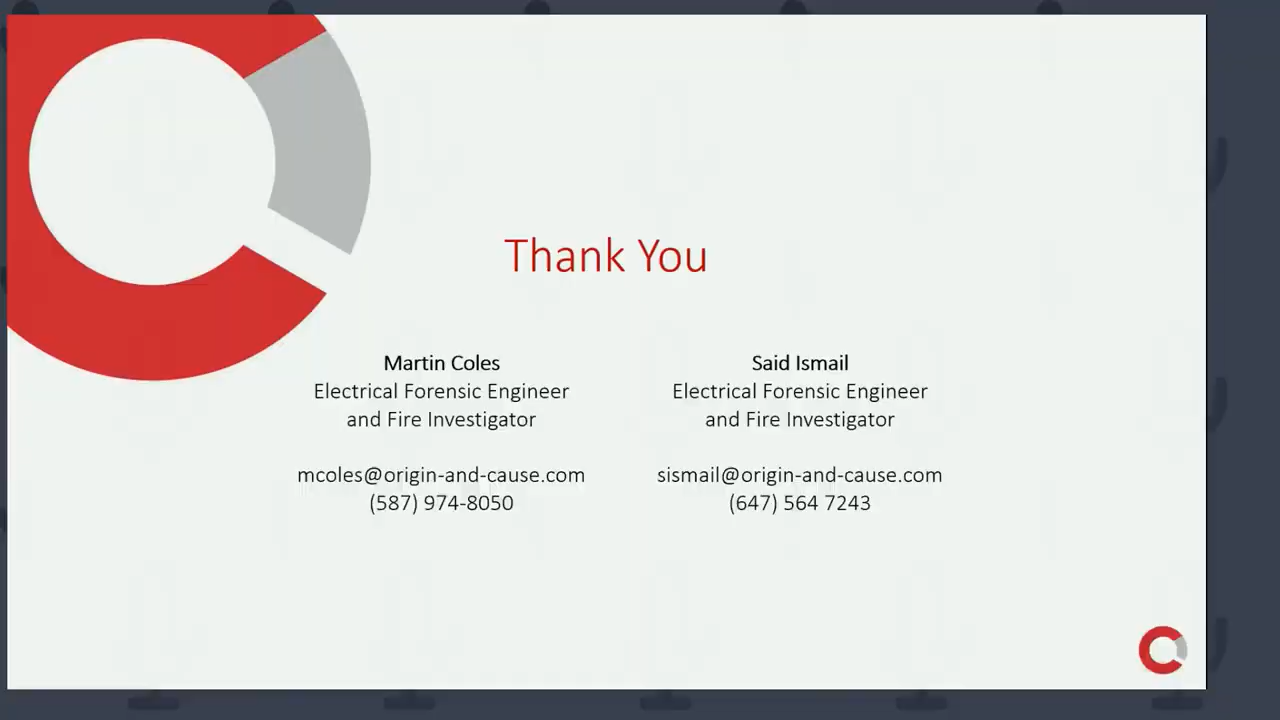 Thank You
Martin Coles
Electrical Forensic Engineer
and Fire Investigator
mcoles@origin-and-cause.com
(587) 974-8050
Said Ismail
Electrical Forensic Engineer
and Fire Investigator
sismail@origin-and-cause.com
(647) 564 7243